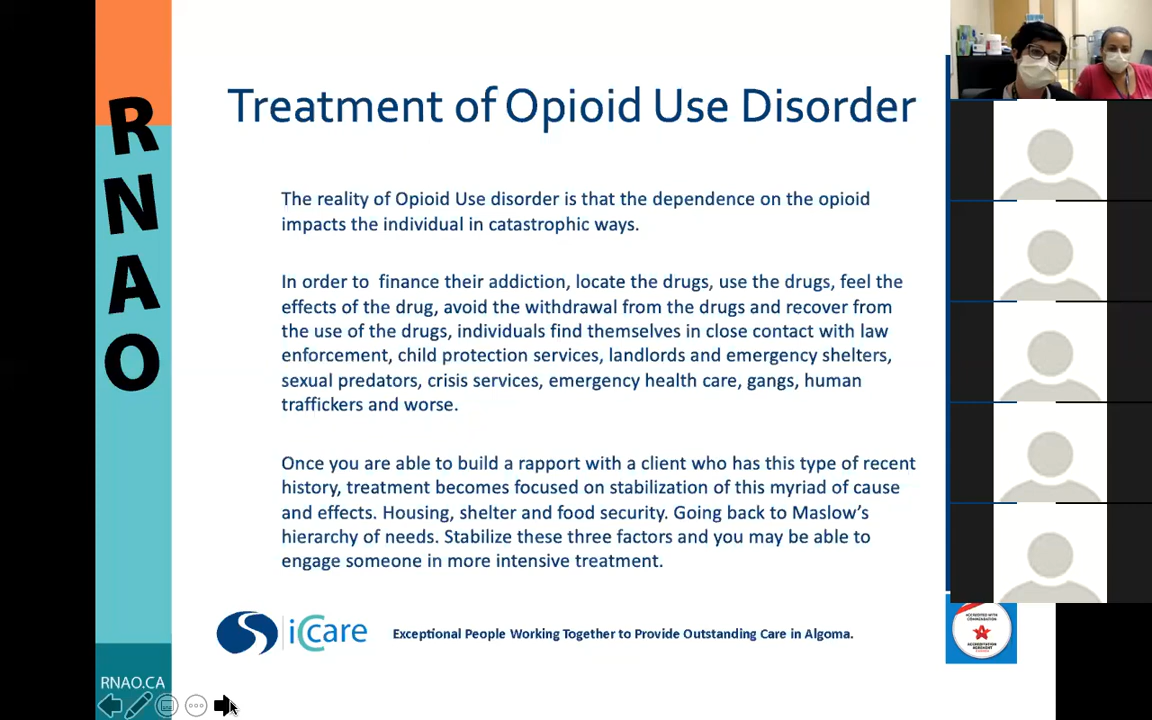 R
N
A
O
RNAO.CA
Treatment of Opioid Use Disorder
The reality of Opioid Use disorder is that the dependence on the opioid
impacts the individual in catastrophic ways.
In order to  finance their addiction, locate the drugs, use the drugs, feel the
effects of the drug, avoid the withdrawal from the drugs and recover from
the use of the drugs, individuals find themselves in close contact with law
enforcement, child protection services, landlords and emergency shelters,
sexual predators, crisis services, emergency health care, gangs, human
traffickers and worse.
Once you are able to build a rapport with a client who has this type of recent
history, treatment becomes focused on stabilization of this myriad of cause
and effects. Housing, shelter and food security. Going back to Maslow's
hierarchy of needs. Stabilize these three factors and you may be able to
engage someone in more intensive treatment.
iCcare
Exceptional People Working Together to Provide Outstanding Care in Algoma.